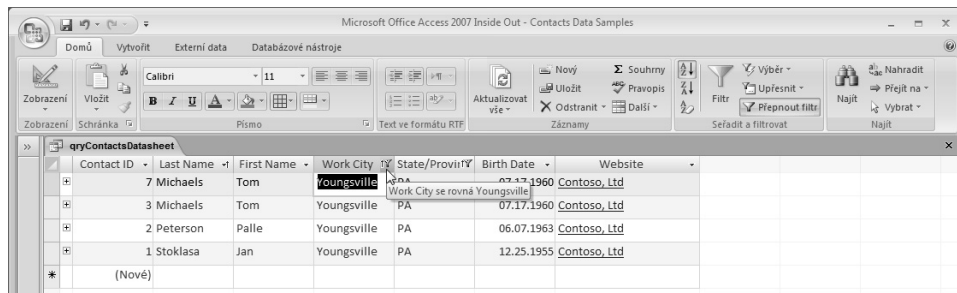 Microsoft Office Access 2007 Inside Out - Contacts Data Samples
Domů Vytvořit Externí data Databázové nástroje
Zobrazení
Vložit
Calibri 11
B I U A
Aktualizovat vše
Nový
Uložit
Odstranit
Σ Souhrny
Pravopis
Další
Filtr
Výběr
Upřesnit
Přepnout filtr
Najít
Nahradit
Přejít na
Vybrat
Zobrazení Schránka Písmo Text ve formátu RTF Záznamy Seřadit a filtrovat Najít
qryContactsDatasheet
Contact ID Last Name First Name Work City State/Provin Birth Date Website
7 Michaels Tom Youngsville PA 07.17.1960 Contoso, Ltd
Work City se rovná Youngsville
3 Michaels Tom Youngsville PA 07.17.1960 Contoso, Ltd
2 Peterson Palle Youngsville PA 06.07.1963 Contoso, Ltd
1 Stoklasa Jan Youngsville PA 12.25.1955 Contoso, Ltd
(Nové)